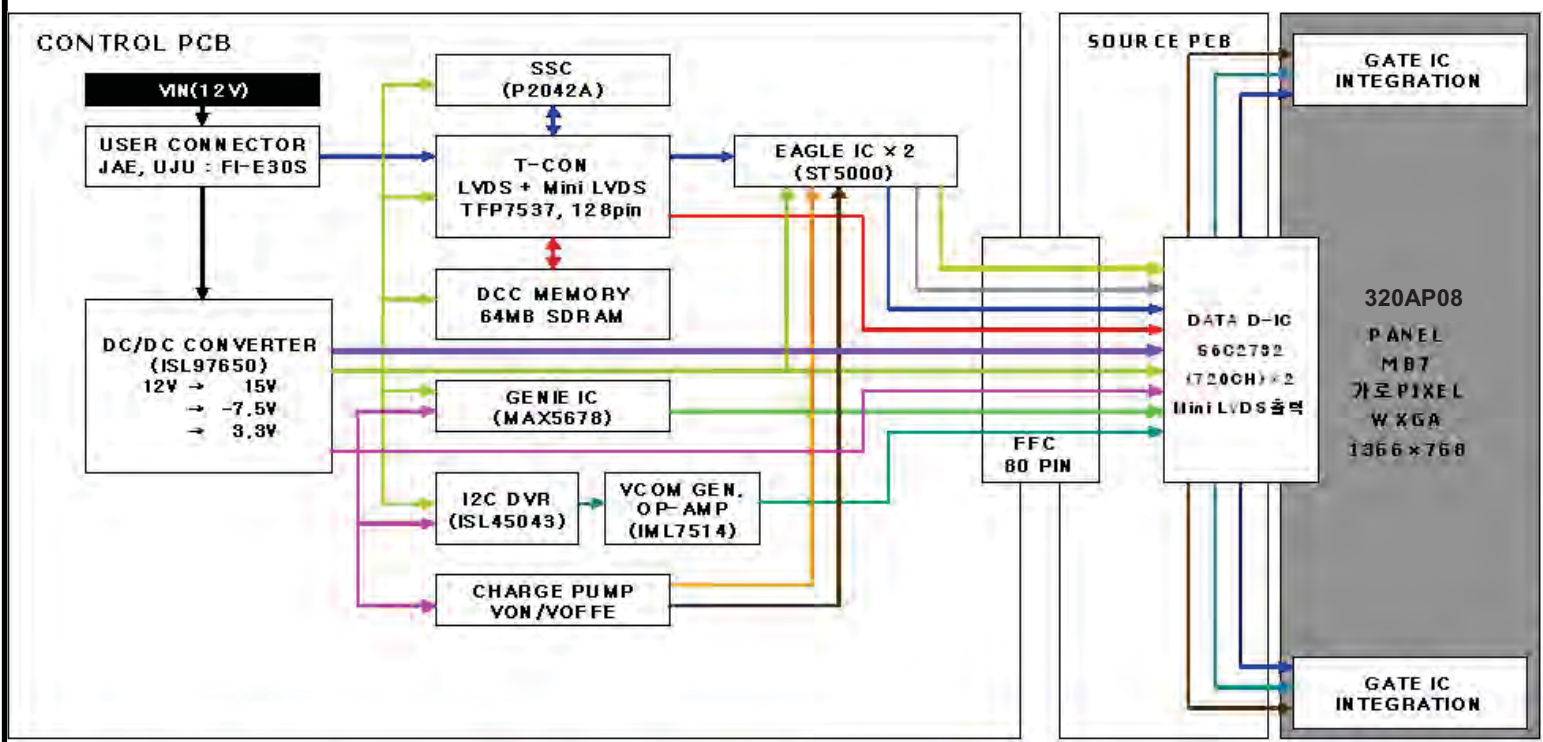 CONTROL PCB
VIN(12V)
USER CONNECTOR
JAE, UJU : FI-E30S
DC/DC CONVERTER
(ISL97650)
12V → 15V
→ -7.5V
→ 3.3V
SSC
(P2042A)
T-CON
LVDS + Mini LVDS
TFP7537, 128pin
DCC MEMORY
64MB SDRAM
GENIE IC
(MAX5678)
I2C DVR
(ISL45043)
VCOM GEN.
OP-AMP
(IML7514)
CHARGE PUMP
VON/VOFFE
EAGLE IC × 2
(ST5000)
FFC
80 PIN
SOURCE PCB
DATA D-IC
S6C2792
(720CH)×2
Mini LVDS출력
GATE IC
INTEGRATION
320AP08
PANEL
MB7
가로PIXEL
WXGA
1366×768
GATE IC
INTEGRATION